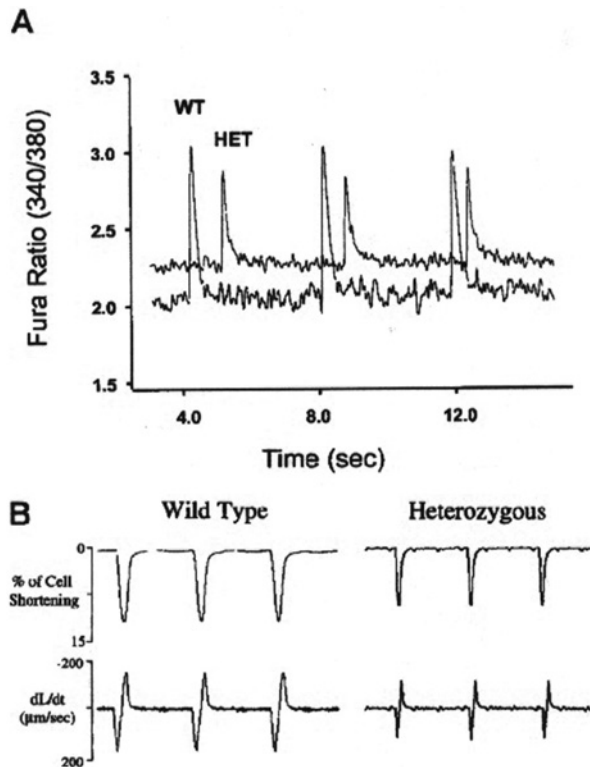 A
3.5
WT
HET
3.0
2.5
2.0
1.5
Fura Ratio (340/380)
4.0 8.0 12.0
Time (sec)
B
Wild Type Heterozygous
0
% of Cell
Shortening
15
-200
dL/dt
(µm/sec)
200